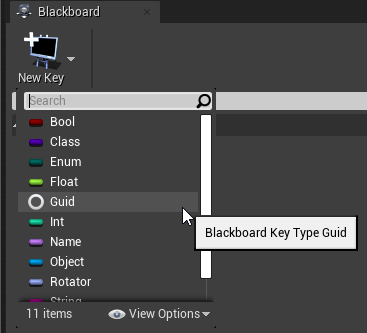 Blackboard
New Key
Search
Bool
Class
Enum
Float
Guid
Int
Name
Object
Rotator
String
Blackboard Key Type Guid
11 items
View Options